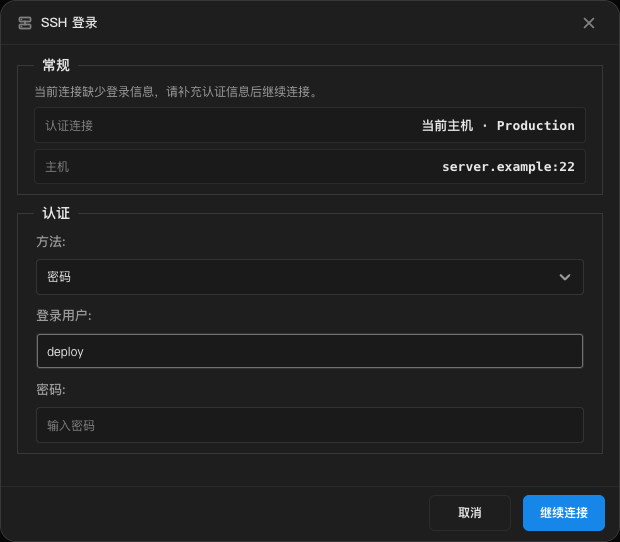 SSH 登录
常规
当前连接缺少登录信息，请补充认证信息后继续连接。
认证连接 当前主机 · Production
主机 server.example:22
认证
方法:
密码
登录用户:
deploy
密码:
输入密码
取消 继续连接